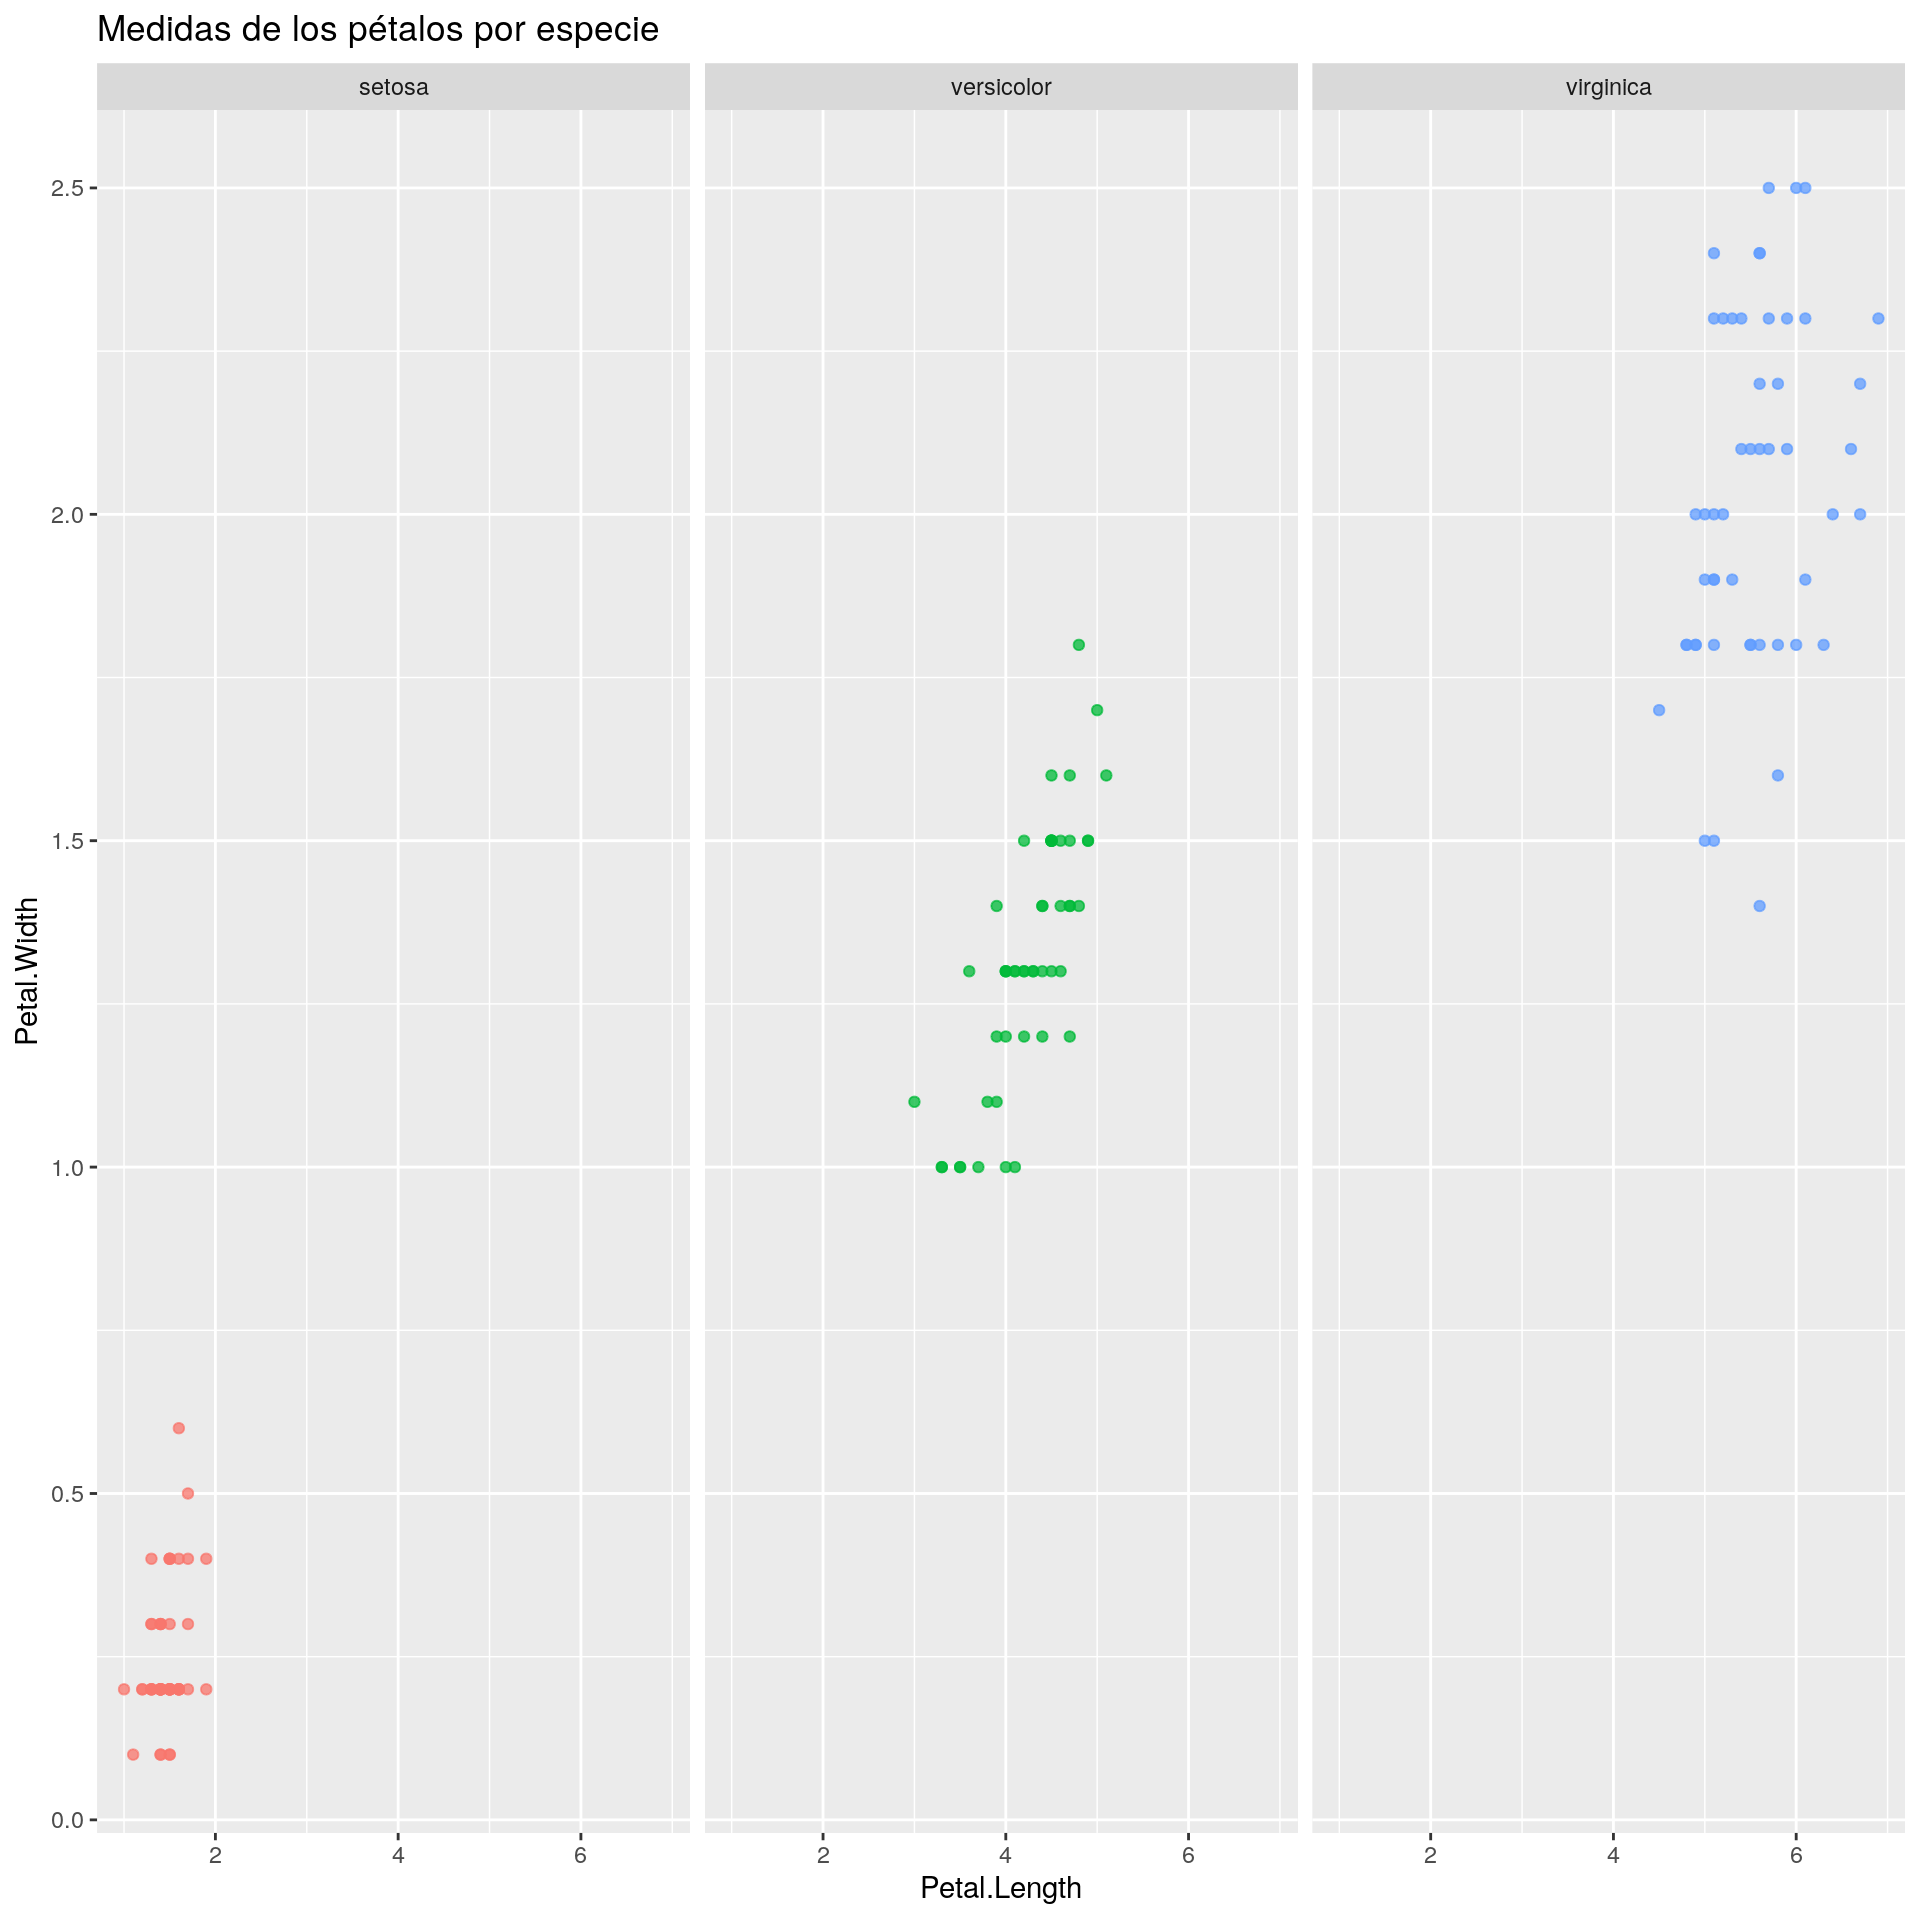 Medidas de los pétalos por especie
setosa
versicolor
virginica
2.5
2.0
1.5
1.0
0.5
0.0
Petal.Width
2 4 6
2 4 6
2 4 6
Petal.Length